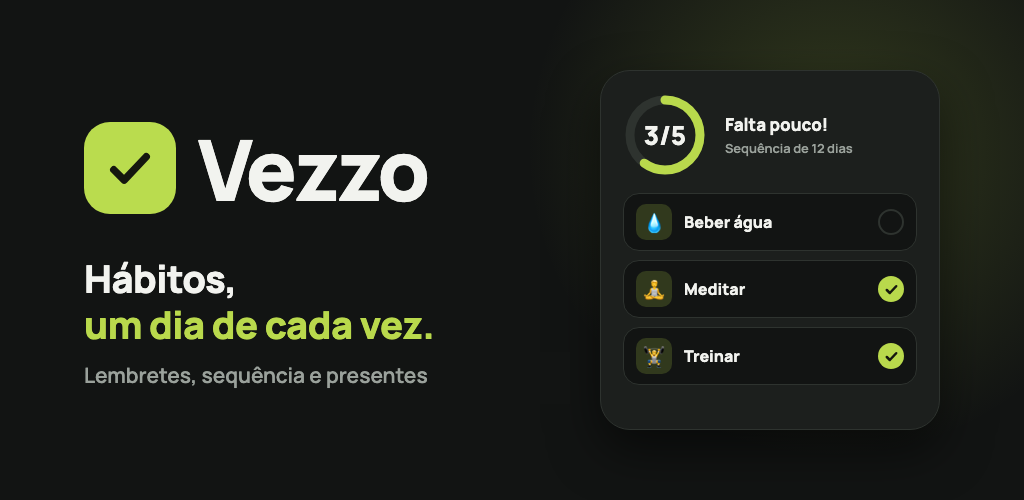 Vezzo
Hábitos,
um dia de cada vez.
Lembretes, sequência e presentes
3/5
Falta pouco!
Sequência de 12 dias
Beber água
Meditar
Treinar